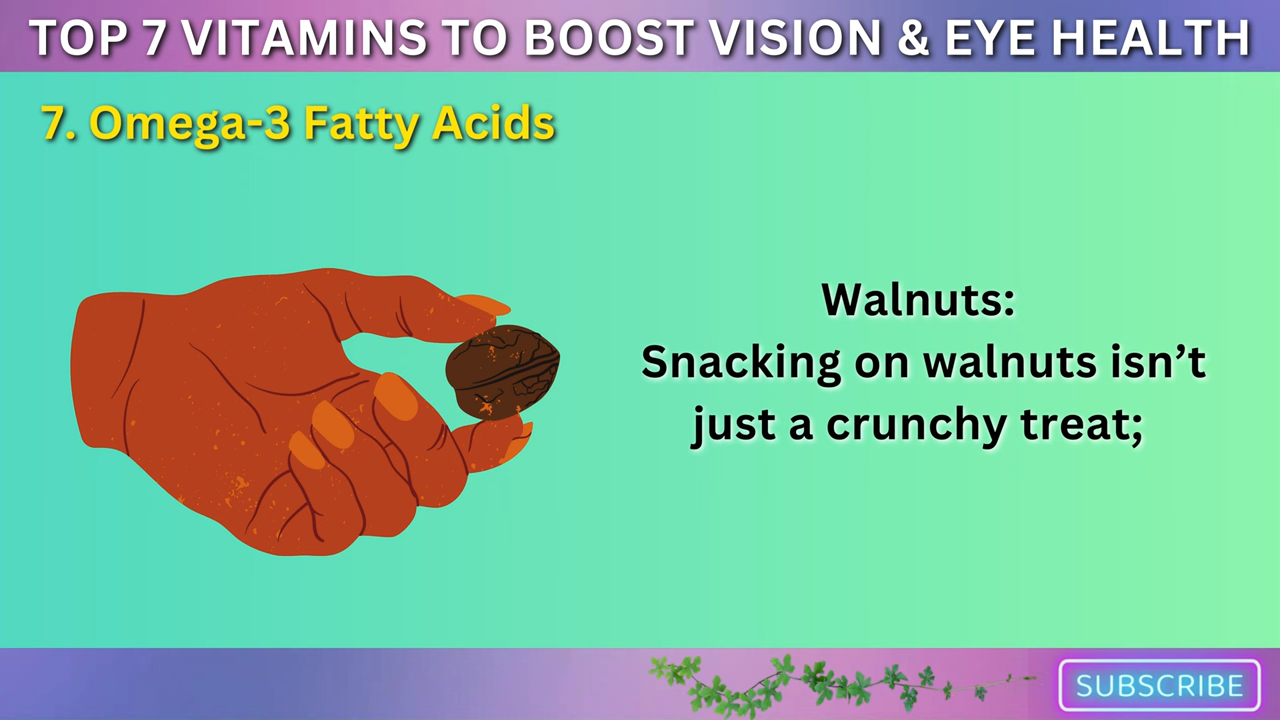 TOP 7 VITAMINS TO BOOST VISION & EYE HEALTH
7. Omega-3 Fatty Acids
Walnuts:
Snacking on walnuts isn’t
just a crunchy treat;
SUBSCRIBE